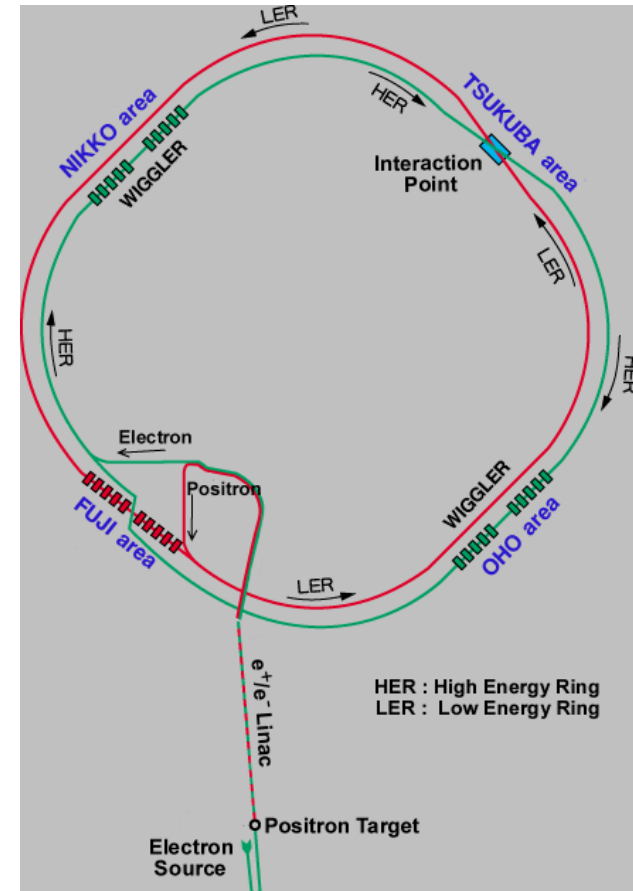 LER
HER
TSUKUBA area
NIKKO area
WIGGLER
Interaction
Point
LER
HER
HER
Electron
Positron
WIGGLER
FUJI area
OHO area
LER
e+/e- Linac
HER : High Energy Ring
LER : Low Energy Ring
Positron Target
Electron
Source